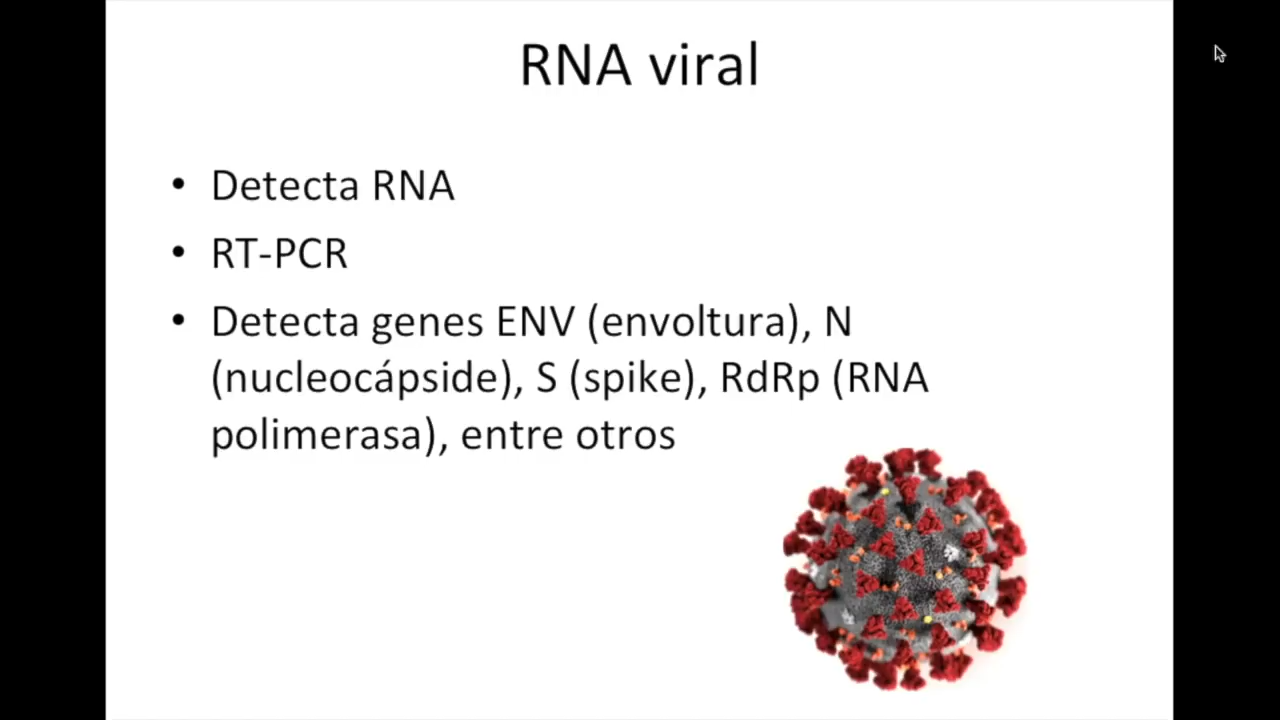 RNA viral
• Detecta RNA
• RT-PCR
• Detecta genes ENV (envoltura), N
(nucleocápside), S (spike), RdRp (RNA
polimerasa), entre otros